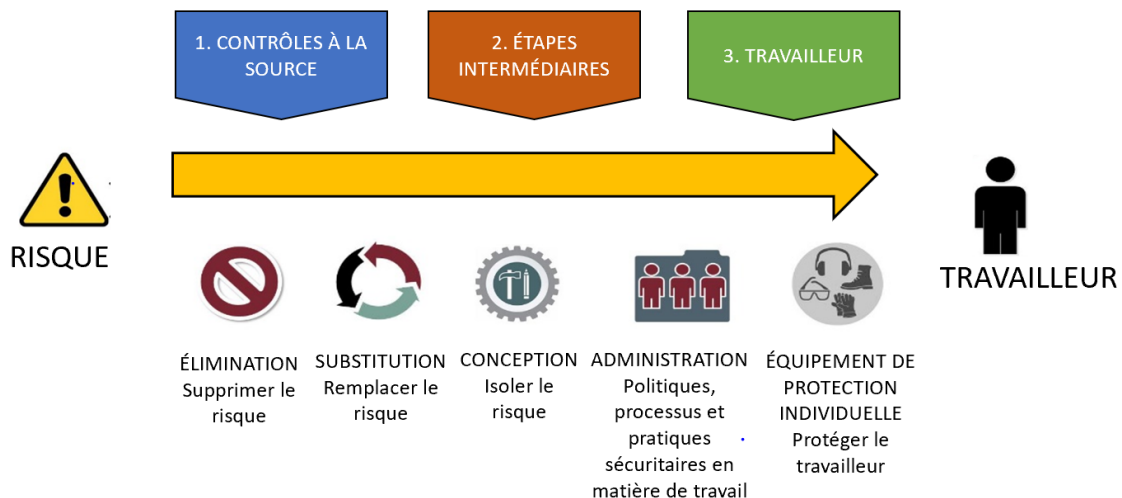 1. CONTRÔLES À LA
SOURCE
2. ÉTAPES
INTERMÉDIAIRES
3. TRAVAILLEUR
RISQUE
TRAVAILLEUR
ÉLIMINATION
Supprimer le
risque
SUBSTITUTION
Remplacer le
risque
CONCEPTION
Isoler le
risque
ADMINISTRATION
Politiques,
processus et
pratiques
sécuritaires en
matière de travail
ÉQUIPEMENT DE
PROTECTION
INDIVIDUELLE
Protéger le
travailleur